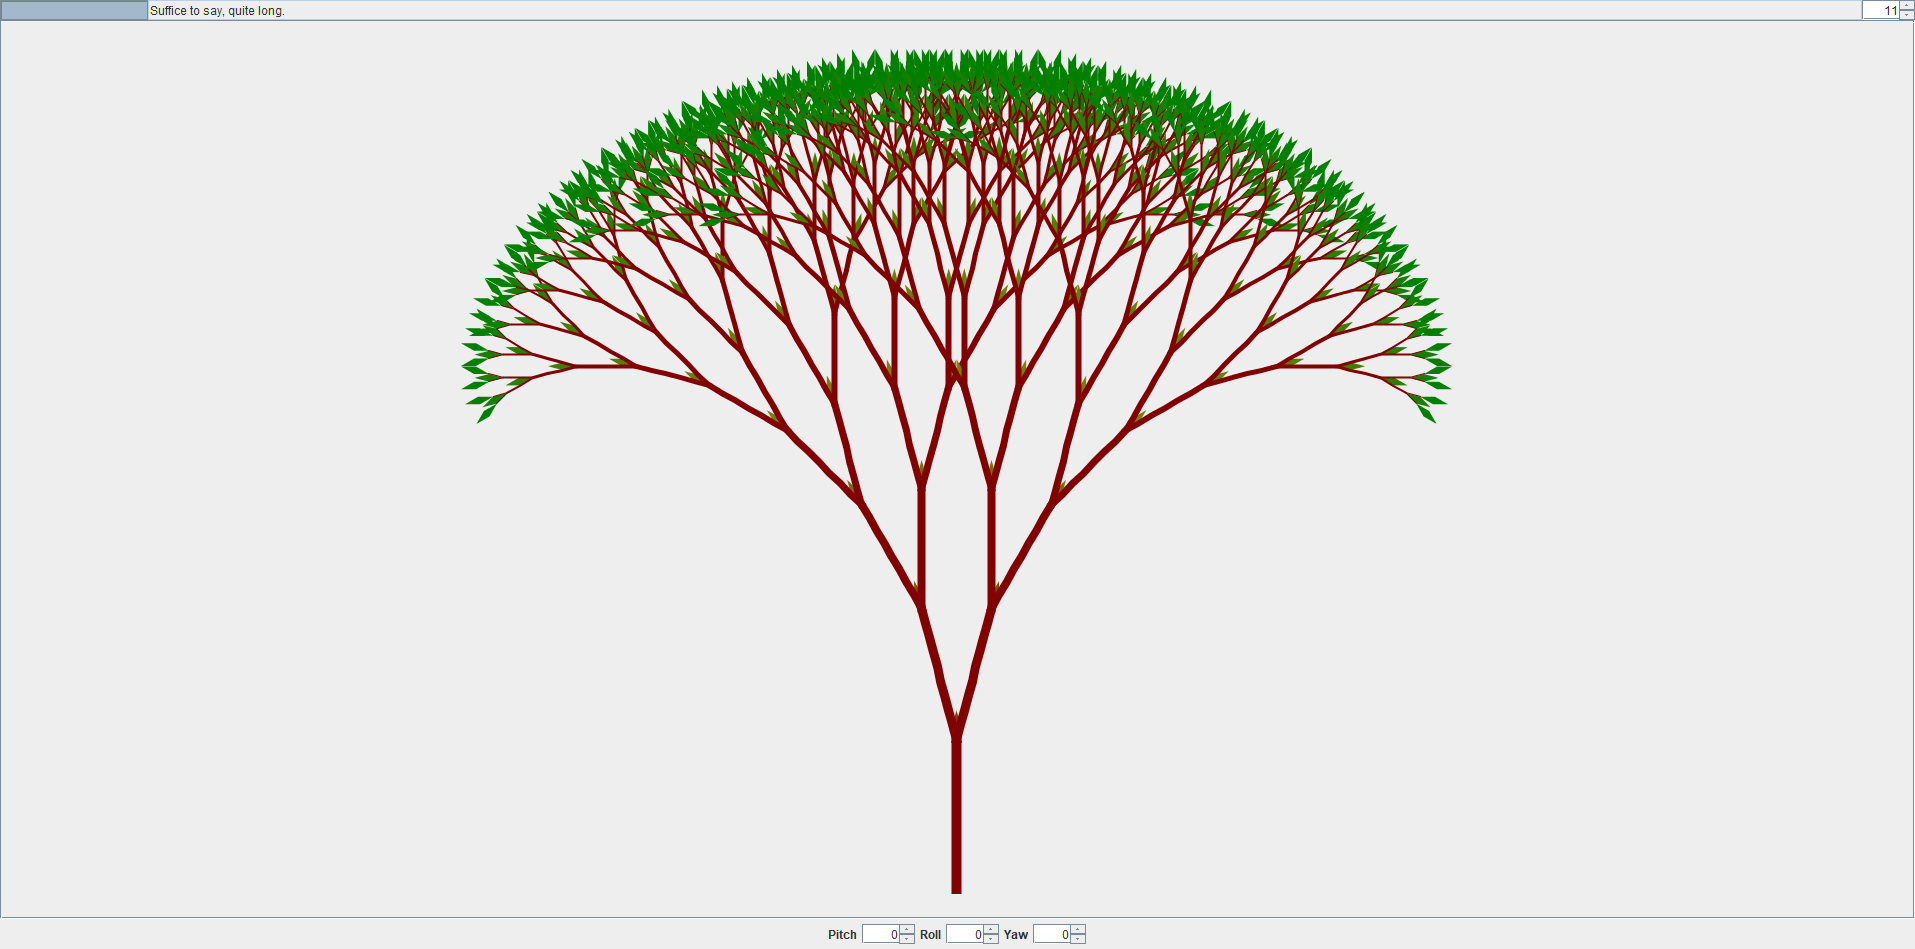 Suffice to say, quite long.
11
Pitch 0 Roll 0 Yaw 0